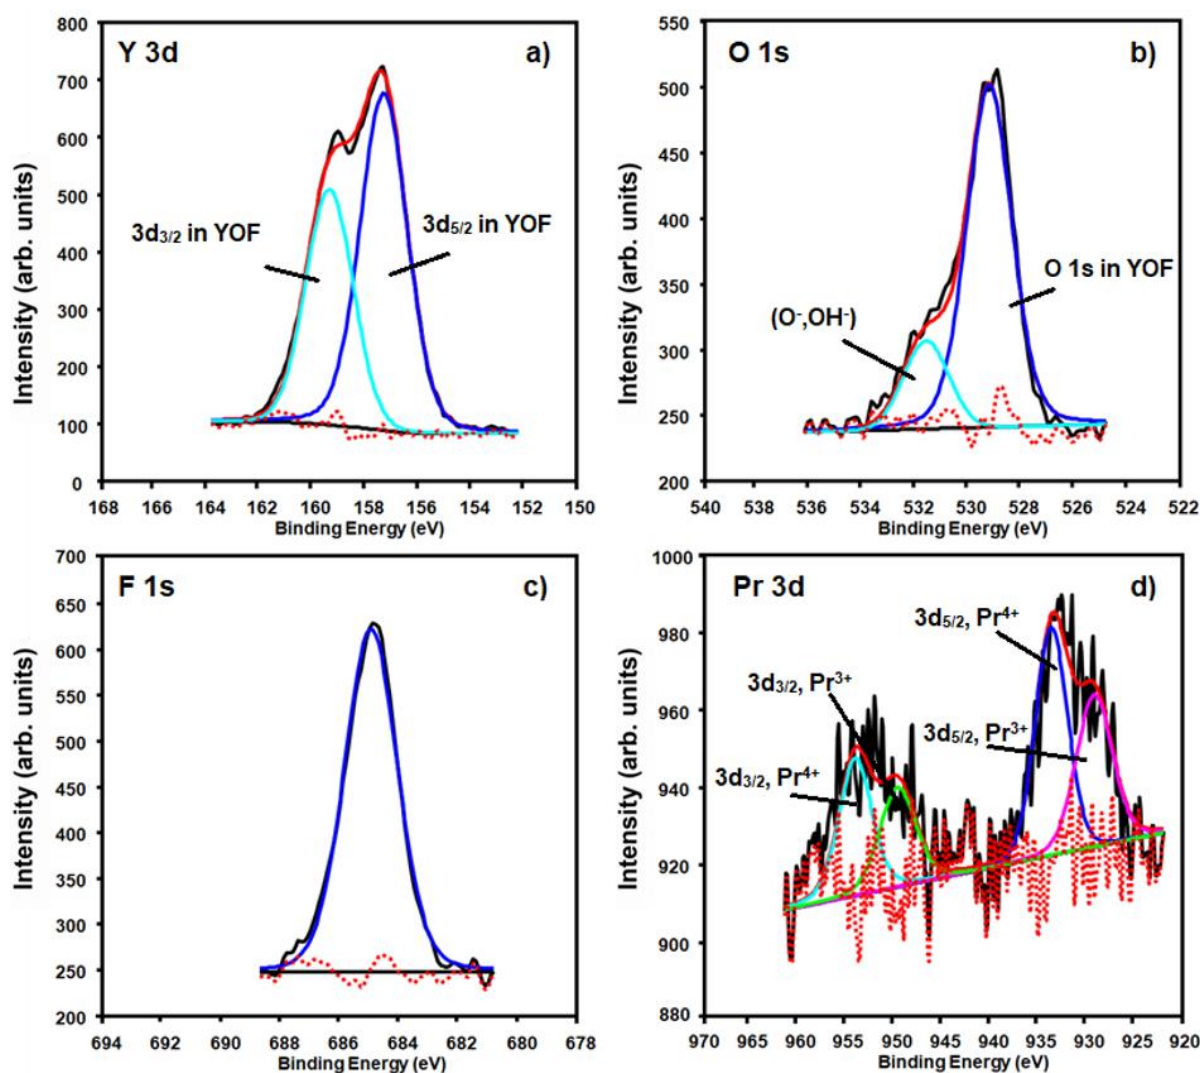 Y 3d
a)
Intensity (arb. units)
800
700
600
500
400
300
200
100
0
3d3/2 in YOF
3d5/2 in YOF
168 166 164 162 160 158 156 154 152 150
Binding Energy (eV)
O 1s
b)
Intensity (arb. units)
550
500
450
400
350
300
250
200
(O-,OH-)
O 1s in YOF
540 538 536 534 532 530 528 526 524 522
Binding Energy (eV)
F 1s
c)
Intensity (arb. units)
700
650
600
550
500
450
400
350
300
250
200
694 692 690 688 686 684 682 680 678
Binding Energy (eV)
Pr 3d
d)
Intensity (arb. units)
1000
980
960
940
920
900
880
3d5/2, Pr4+
3d3/2, Pr3+
3d5/2, Pr3+
3d3/2, Pr4+
970 965 960 955 950 945 940 935 930 925 920
Binding Energy (eV)